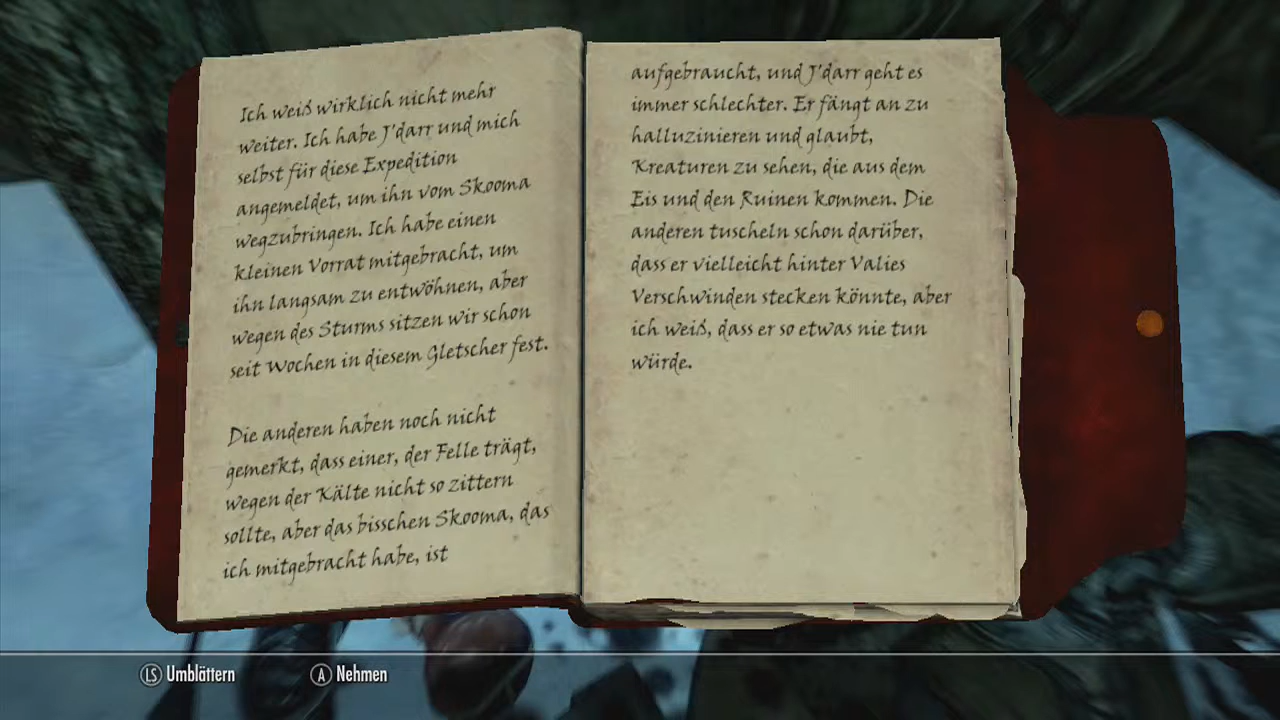 Ich weiß wirklich nicht mehr
weiter. Ich habe J'darr und mich
selbst für diese Expedition
angemeldet, um ihn vom Skooma
wegzubringen. Ich habe einen
kleinen Vorrat mitgebracht, um
ihn langsam zu entwöhnen, aber
wegen des Sturms sitzen wir schon
seit Wochen in diesem Gletscher fest.
Die anderen haben noch nicht
gemerkt, dass einer, der Felle trägt,
wegen der Kälte nicht so zittern
sollte, aber das bisschen Skooma, das
ich mitgebracht habe, ist
aufgebraucht, und J'darr geht es
immer schlechter. Er fängt an zu
halluzinieren und glaubt,
Kreaturen zu sehen, die aus dem
Eis und den Ruinen kommen. Die
anderen tuscheln schon darüber,
dass er vielleicht hinter Valies
Verschwinden stecken könnte, aber
ich weiß, dass er so etwas nie tun
würde.
LS Umblättern
A Nehmen